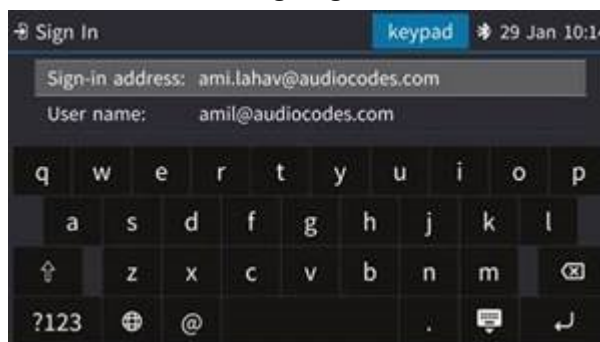 Sign In keypad 29 Jan 10:14
Sign-in address: ami.lahav@audiocodes.com
User name: amil@audiocodes.com
q w e r t y u i o p
a s d f g h j k l
z x c v b n m
?123 @ .